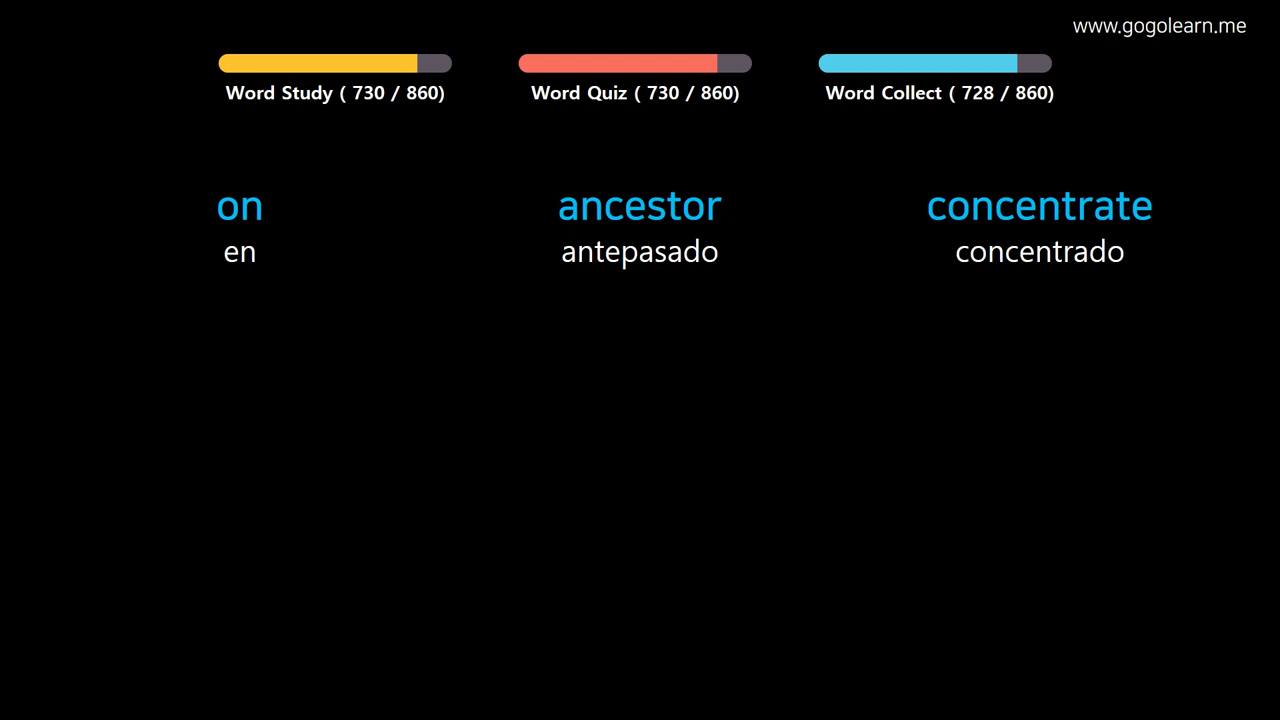 www.gogolearn.me
Word Study ( 730 / 860)
Word Quiz ( 730 / 860)
Word Collect ( 728 / 860)
on
en
ancestor
antepasado
concentrate
concentrado